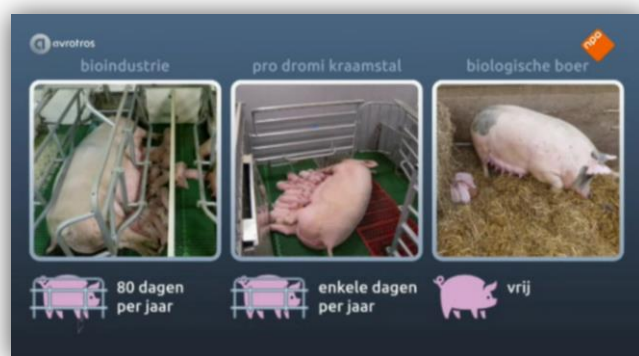 avrotros
npo
bioindustrie
pro dromi kraamstal
biologische boer
80 dagen
per jaar
enkele dagen
per jaar
vrij